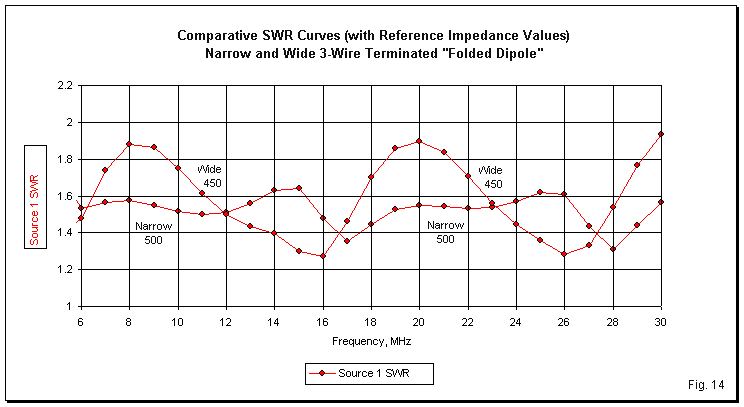 Comparative SWR Curves (with Reference Impedance Values)
Narrow and Wide 3-Wire Terminated "Folded Dipole"
Source 1 SWR
2.2
2
1.8
1.6
1.4
1.2
1
Wide
450
Narrow
500
Wide
450
Narrow
500
6 8 10 12 14 16 18 20 22 24 26 28 30
Frequency, MHz
Source 1 SWR
Fig. 14